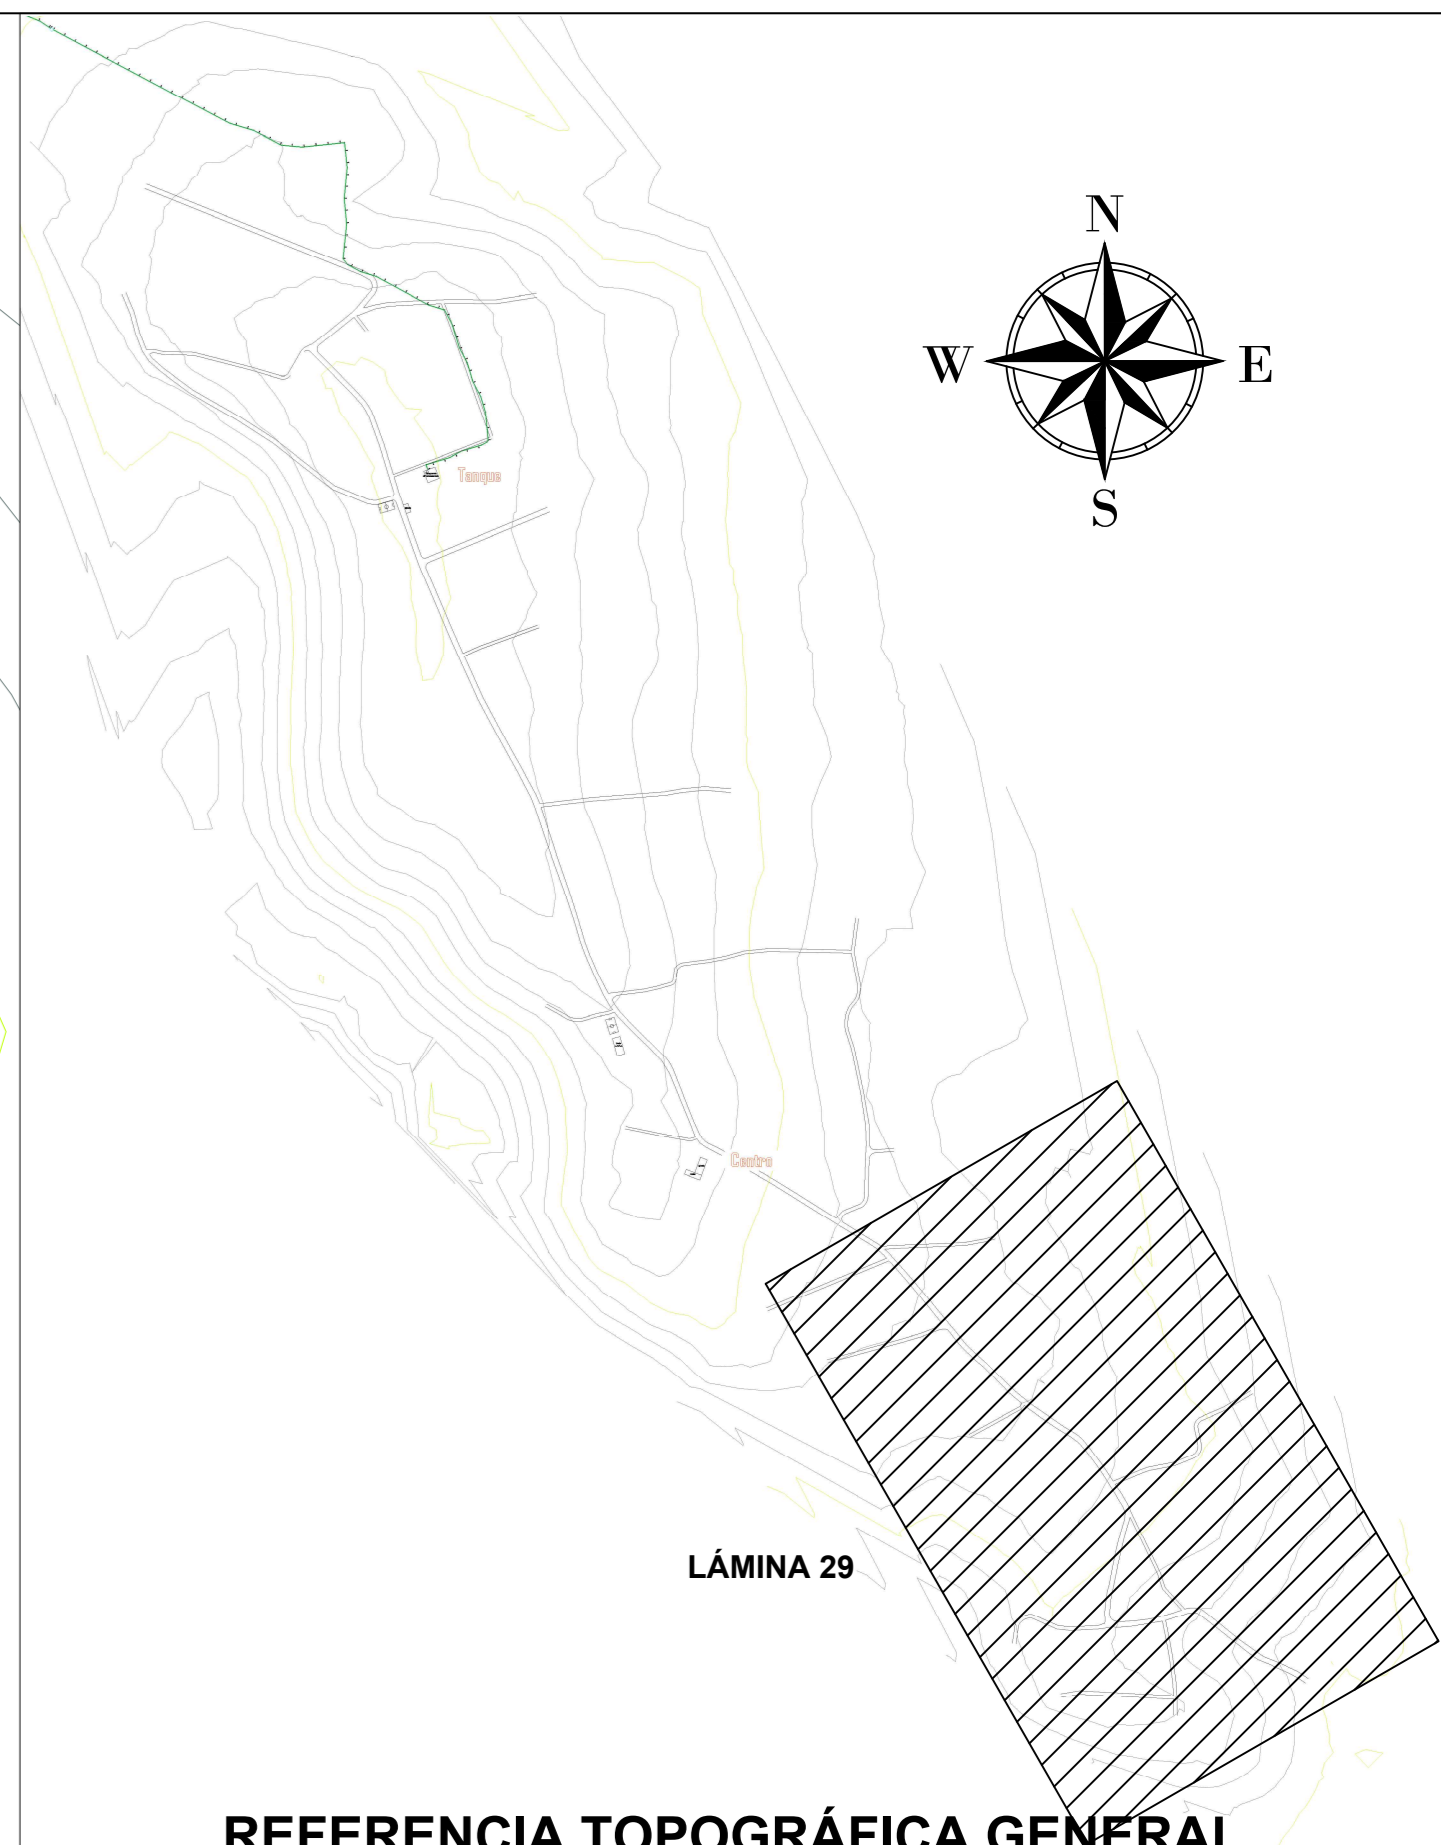 N
W
E
S
Tanque
Centro
LÁMINA 29
REFERENCIA TOPOGRÁFICA GENERAL